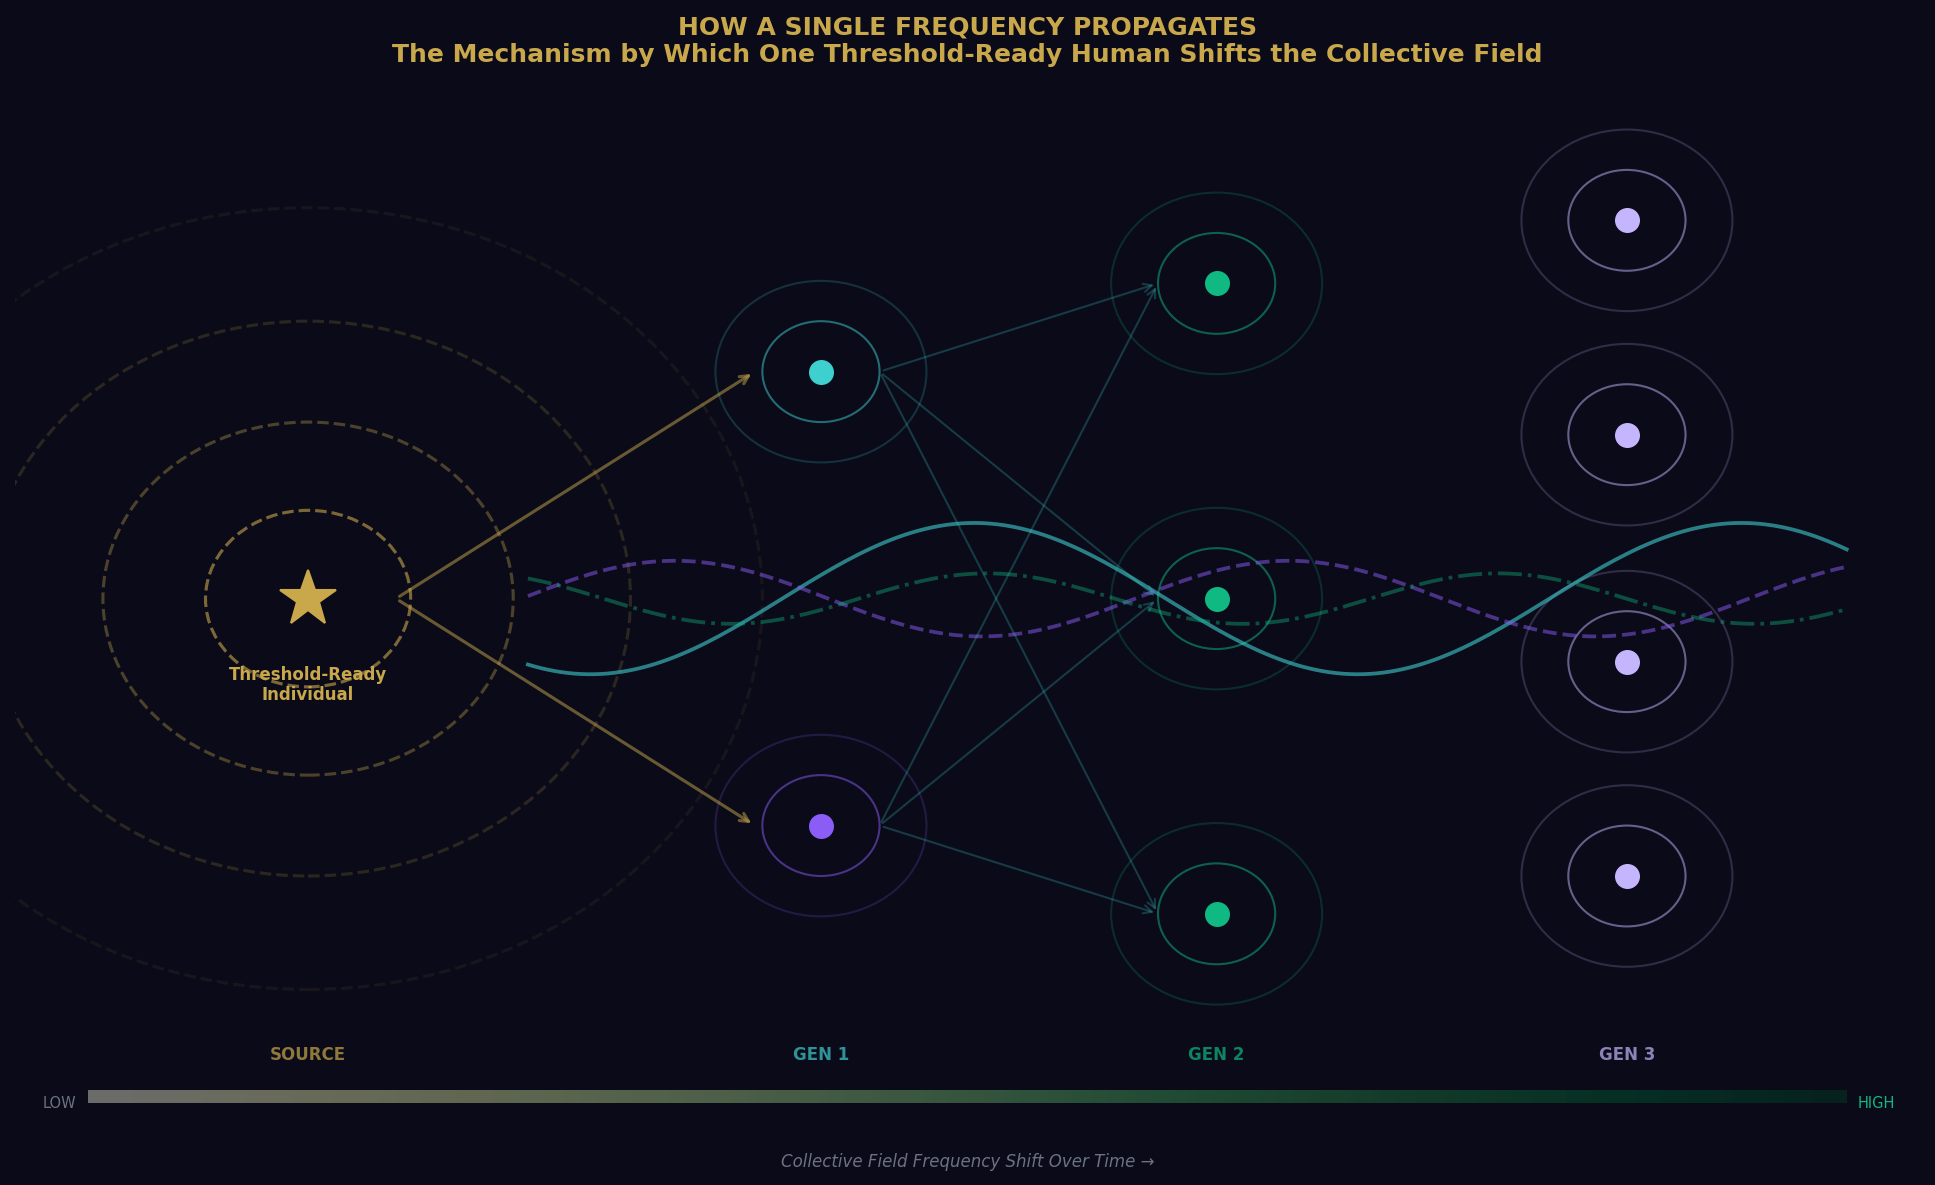 HOW A SINGLE FREQUENCY PROPAGATES
The Mechanism by Which One Threshold-Ready Human Shifts the Collective Field
Threshold-Ready
Individual
SOURCE
GEN 1
GEN 2
GEN 3
LOW
HIGH
Collective Field Frequency Shift Over Time →